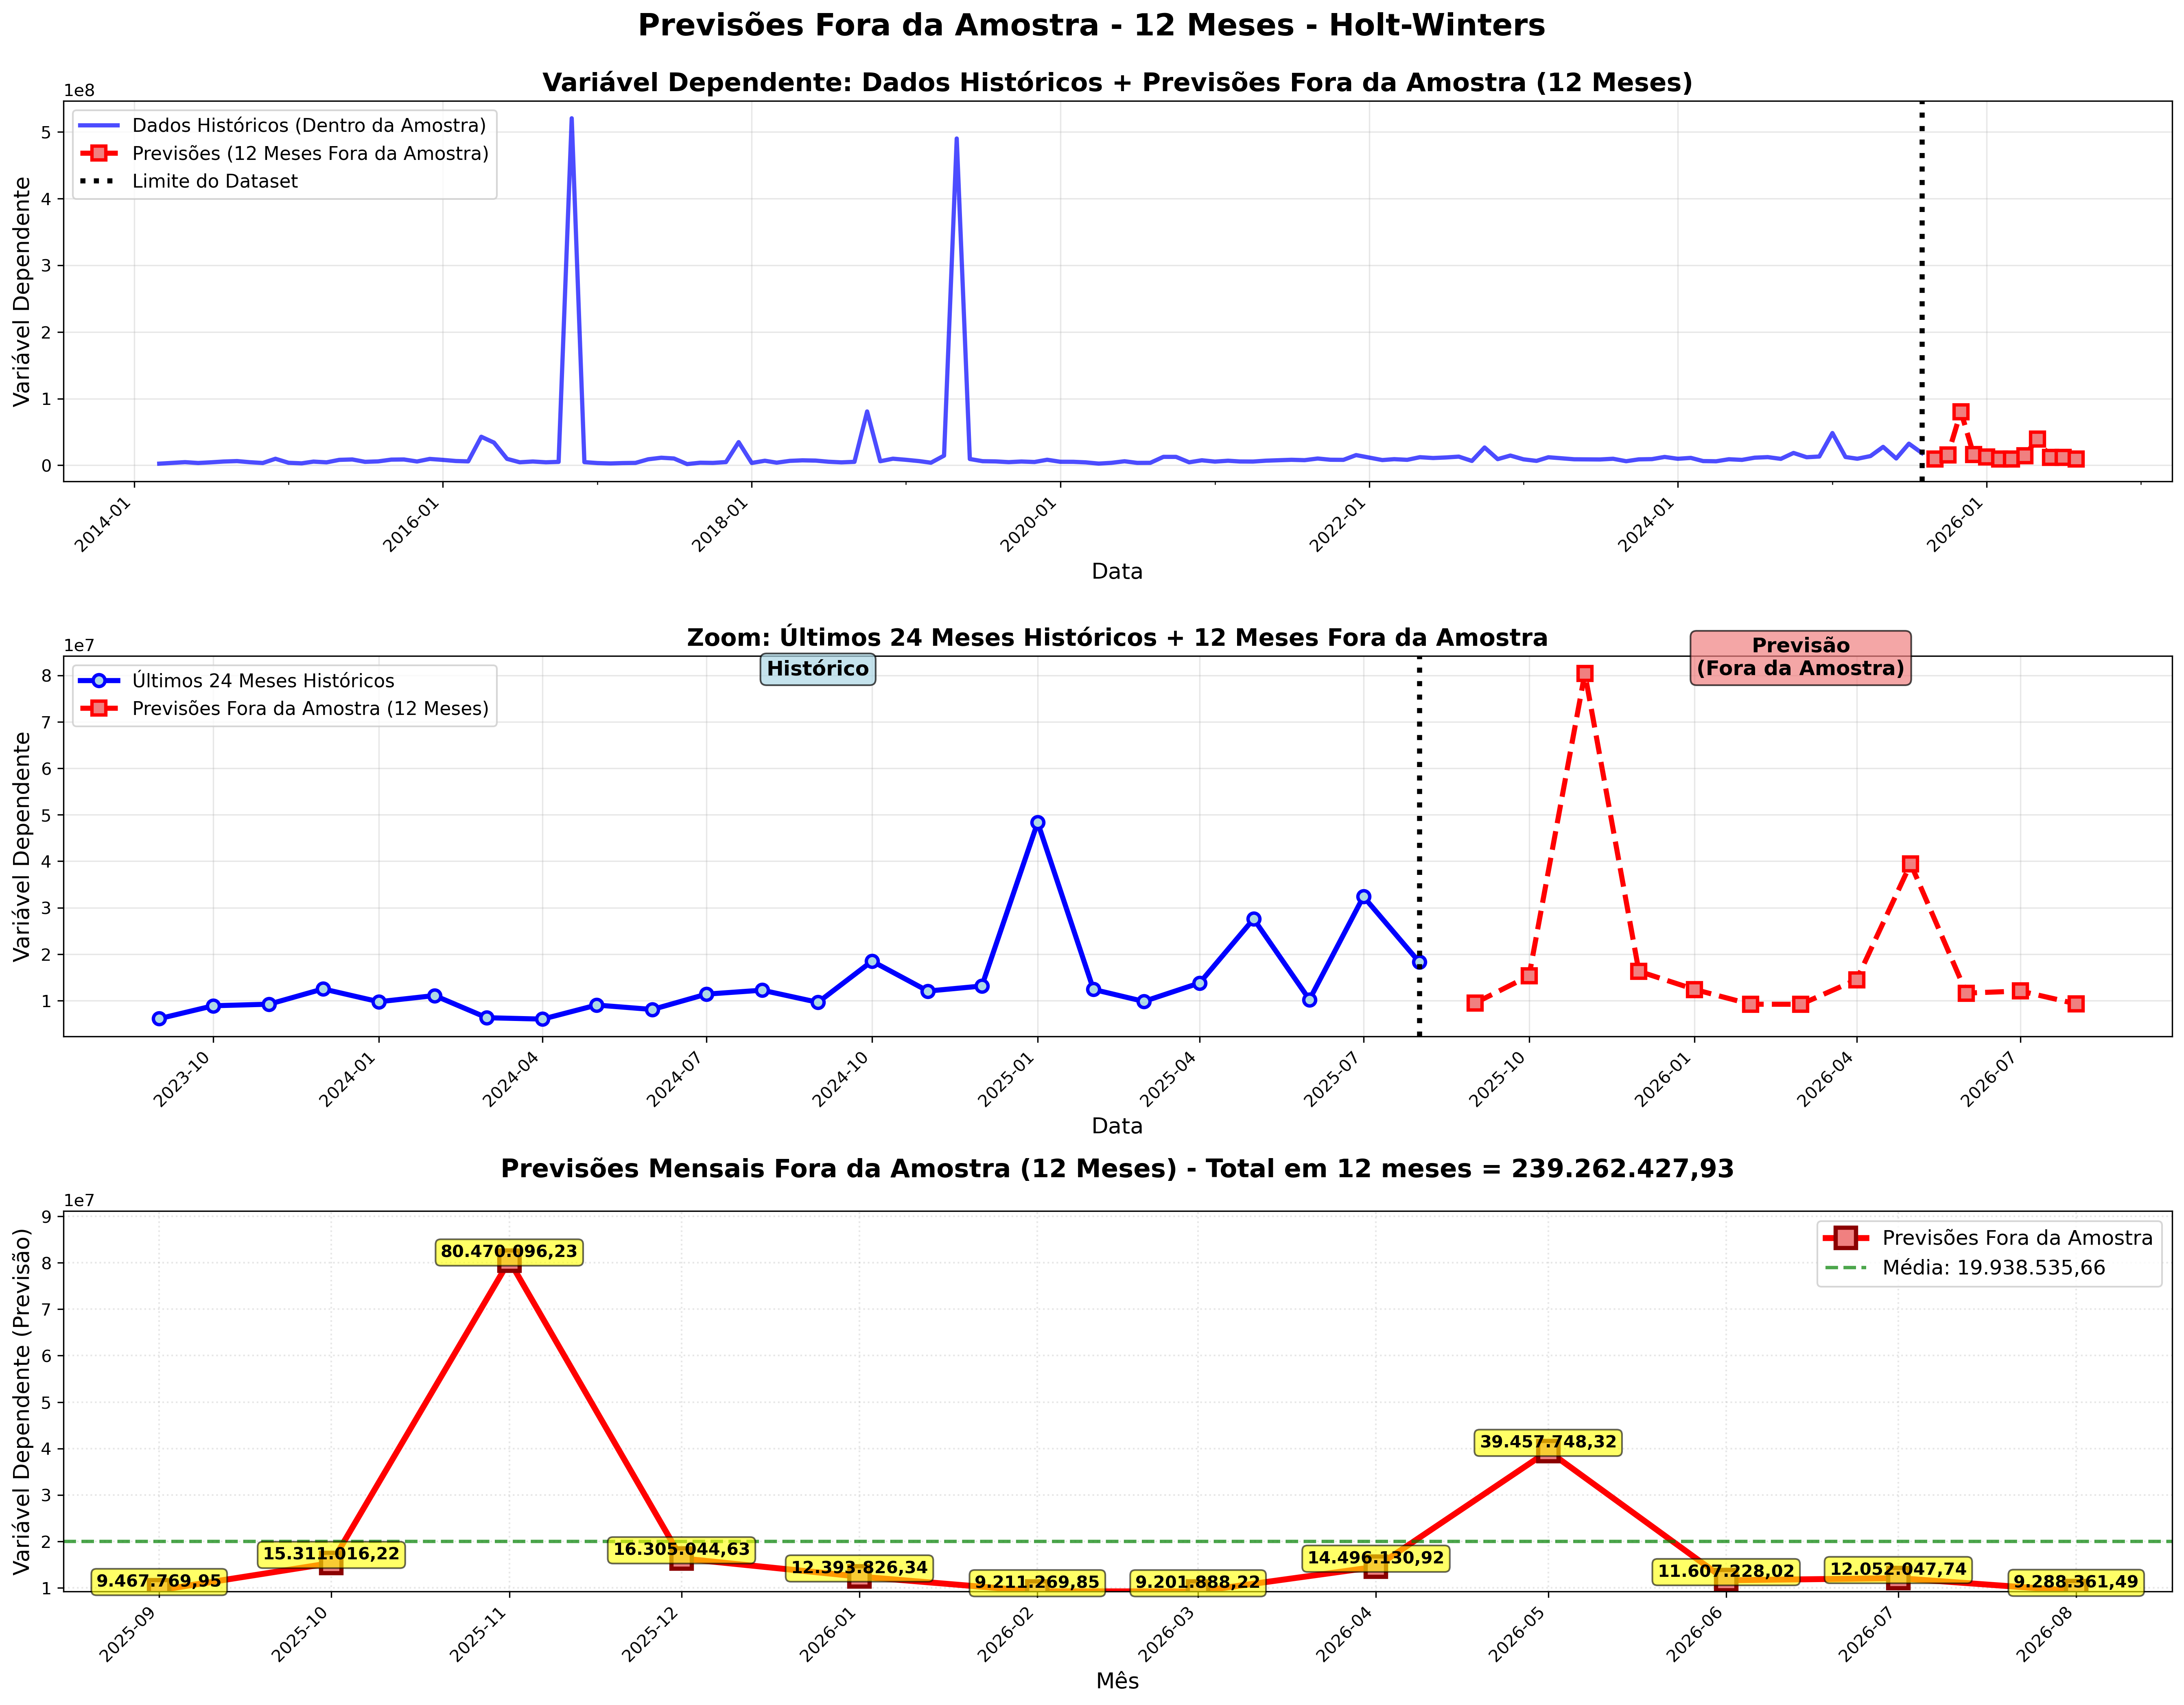 Previsões Fora da Amostra - 12 Meses - Holt-Winters
Variável Dependente: Dados Históricos + Previsões Fora da Amostra (12 Meses)
1e8
Dados Históricos (Dentro da Amostra)
Previsões (12 Meses Fora da Amostra)
Limite do Dataset
Variável Dependente
5
4
3
2
1
0
2014-01
2016-01
2018-01
2020-01
2022-01
2024-01
2026-01
Data
Zoom: Últimos 24 Meses Históricos + 12 Meses Fora da Amostra
1e7
Últimos 24 Meses Históricos
Previsões Fora da Amostra (12 Meses)
Histórico
Previsão
(Fora da Amostra)
Variável Dependente
8
7
6
5
4
3
2
1
2023-10
2024-01
2024-04
2024-07
2024-10
2025-01
2025-04
2025-07
2025-10
2026-01
2026-04
2026-07
Data
Previsões Mensais Fora da Amostra (12 Meses) - Total em 12 meses = 239.262.427,93
1e7
Previsões Fora da Amostra
Média: 19.938.535,66
Variável Dependente (Previsão)
9
8
7
6
5
4
3
2
1
9.467.769,95
15.311.016,22
80.470.096,23
16.305.044,63
12.393.826,34
9.211.269,85
9.201.888,22
14.496.130,92
39.457.748,32
11.607.228,02
12.052.047,74
9.288.361,49
2025-09
2025-10
2025-11
2025-12
2026-01
2026-02
2026-03
2026-04
2026-05
2026-06
2026-07
2026-08
Mês